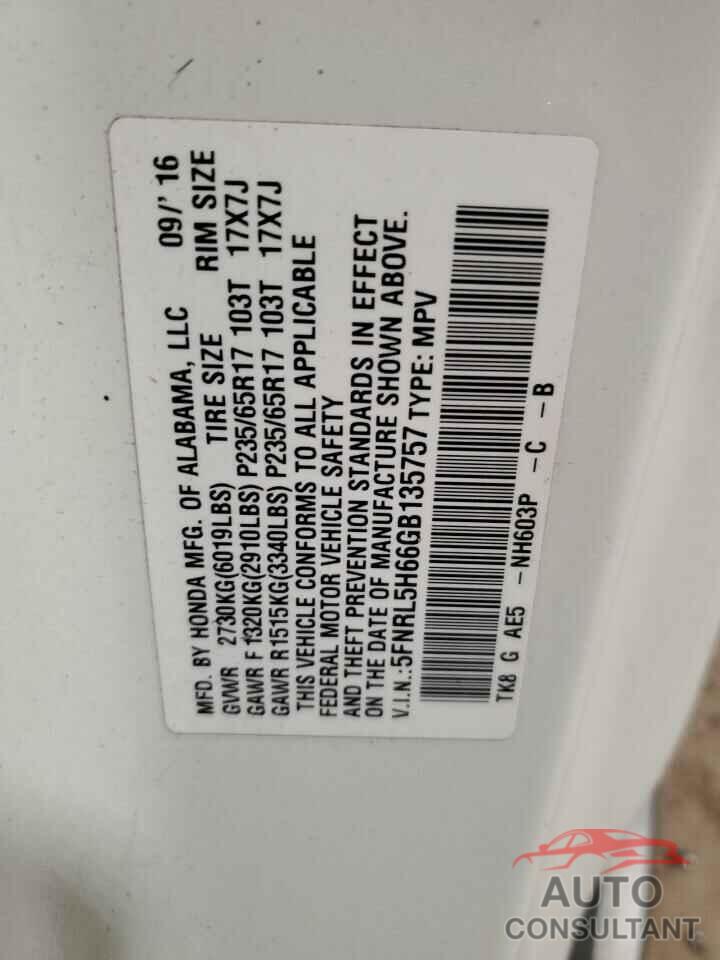 MFD. BY HONDA MFG. OF ALABAMA, LLC 09/'16
GVWR 2730KG(6019LBS) TIRE SIZE RIM SIZE
GAWR F 1320KG(2910LBS) P235/65R17 103T 17X7J
GAWR R 1515KG(3340LBS) P235/65R17 103T 17X7J
THIS VEHICLE CONFORMS TO ALL APPLICABLE
FEDERAL MOTOR VEHICLE SAFETY
AND THEFT PREVENTION STANDARDS IN EFFECT
ON THE DATE OF MANUFACTURE SHOWN ABOVE.
V.I.N.:5FNRL5H66GB135757 TYPE: MPV
TK8 G AE5 -NH603P -C -B
AUTO
CONSULTANT